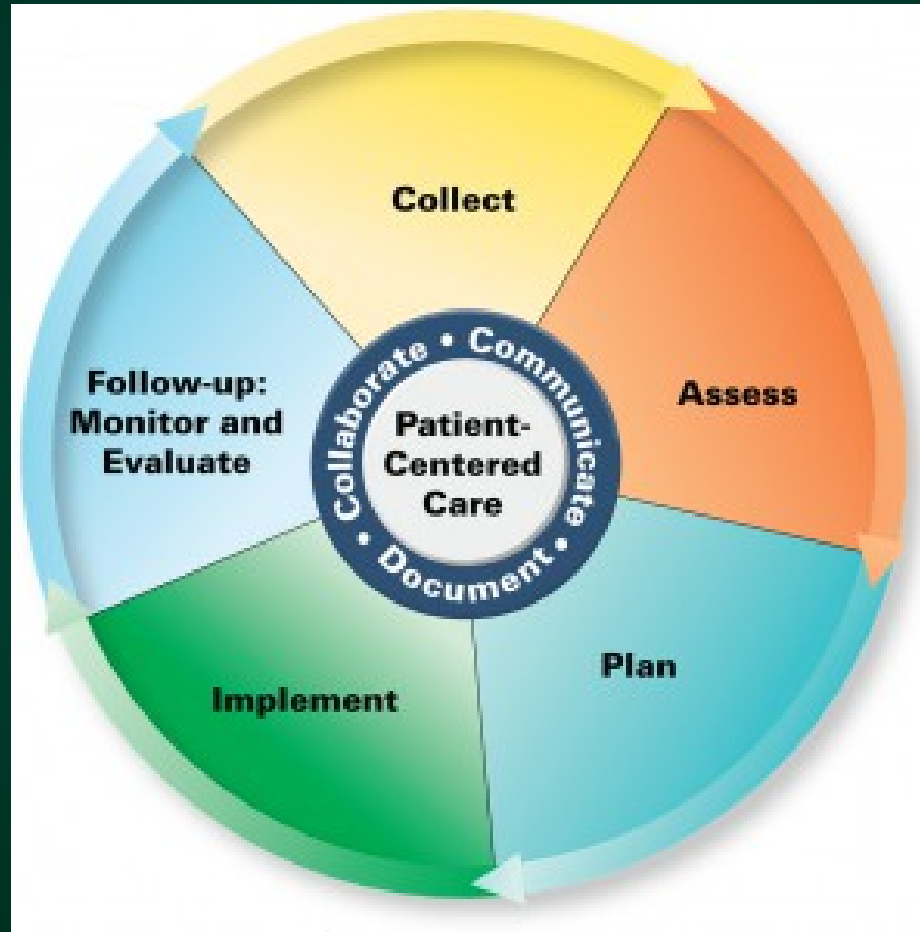 Collect
Assess
Plan
Implement
Follow-up:
Monitor and
Evaluate
Collaborate • Communicate • Document •
Patient-
Centered
Care